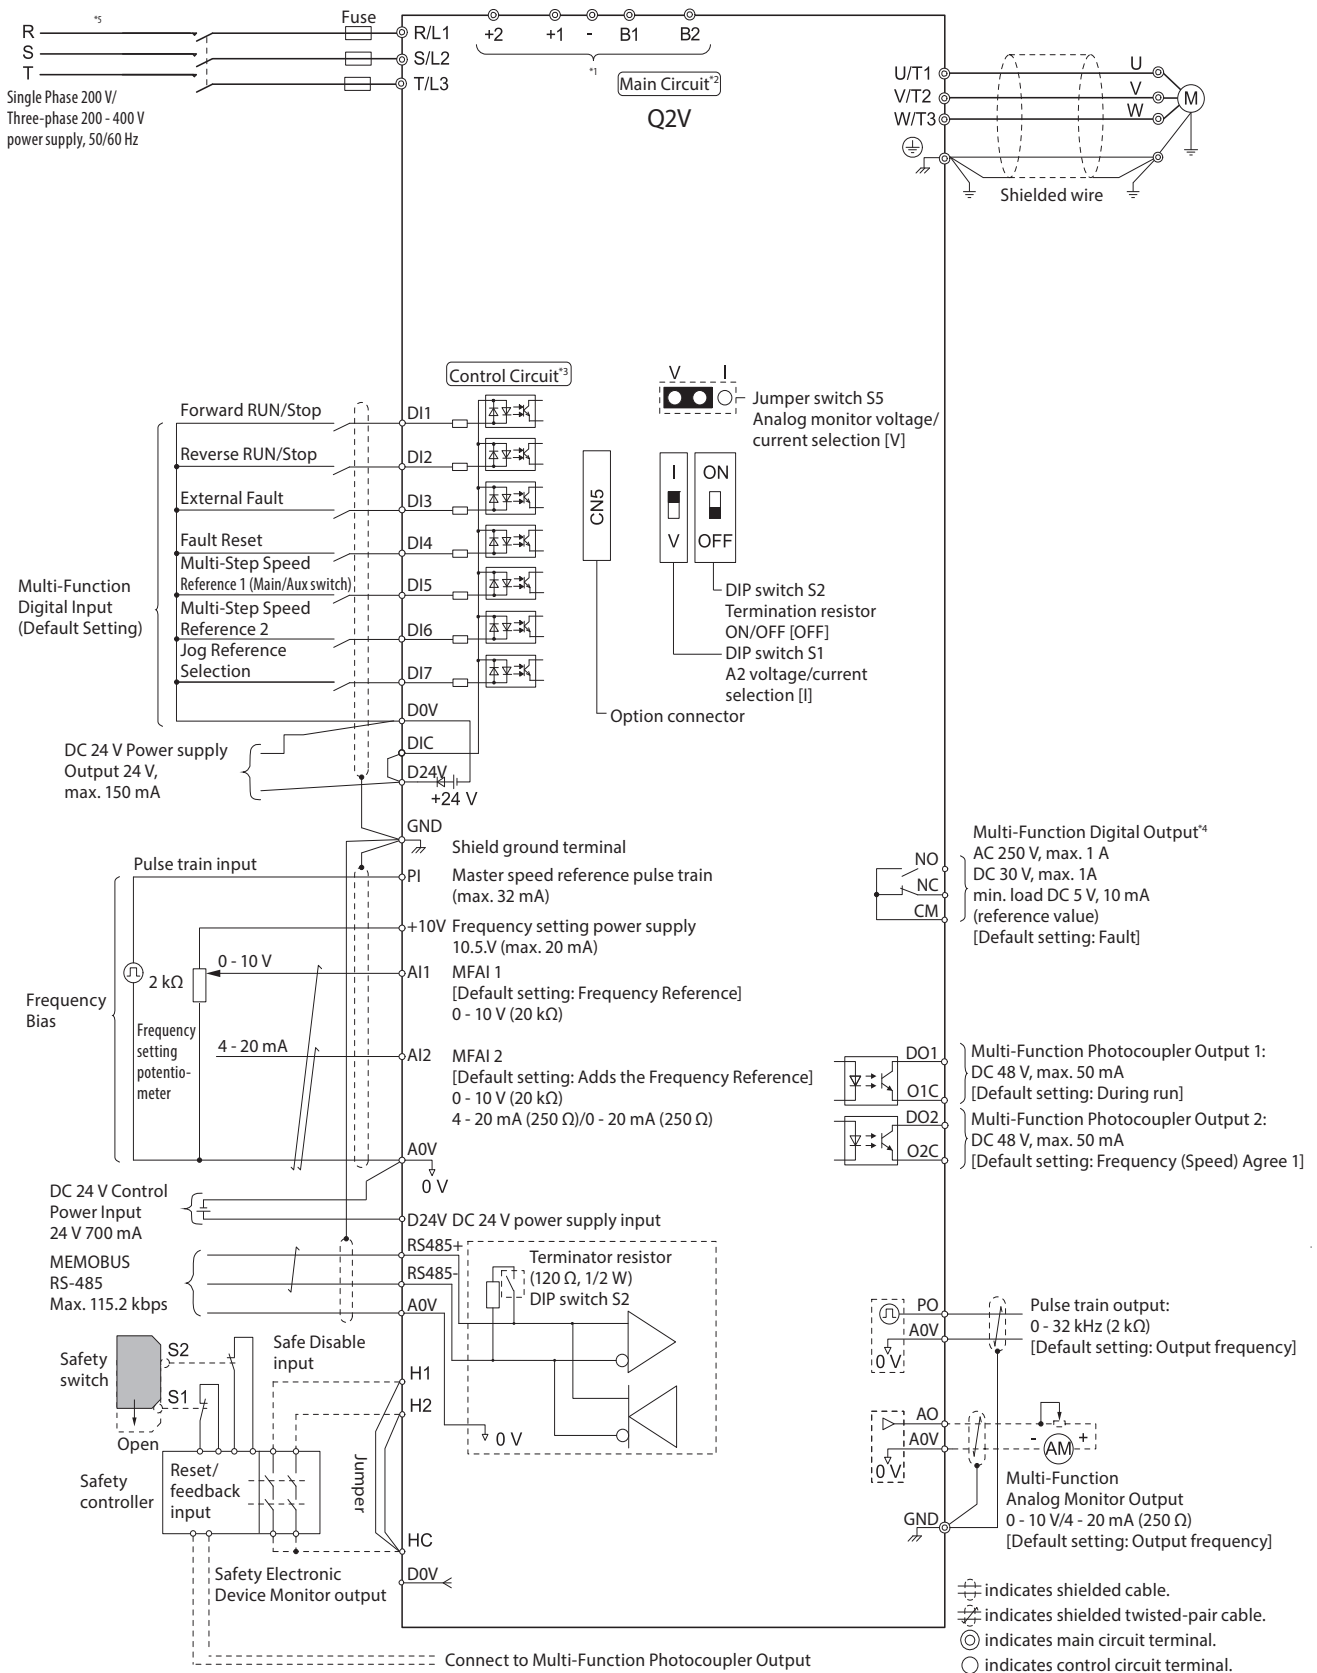 *5
Fuse
R
S
T
R/L1
S/L2
T/L3
+2
+1
-
B1
B2
*1
Main Circuit*2
Q2V
Single Phase 200 V/
Three-phase 200 - 400 V
power supply, 50/60 Hz
U/T1
V/T2
W/T3
U
V
W
M
Shielded wire
Control Circuit*3
V
I
Jumper switch S5
Analog monitor voltage/
current selection [V]
Forward RUN/Stop
DI1
Reverse RUN/Stop
DI2
External Fault
DI3
Fault Reset
DI4
Multi-Step Speed
Reference 1 (Main/Aux switch)
DI5
Multi-Step Speed
Reference 2
DI6
Jog Reference
Selection
DI7
Multi-Function
Digital Input
(Default Setting)
CN5
I
V
ON
OFF
DIP switch S2
Termination resistor
ON/OFF [OFF]
DIP switch S1
A2 voltage/current
selection [I]
Option connector
D0V
DIC
D24V
+24 V
DC 24 V Power supply
Output 24 V,
max. 150 mA
GND
Shield ground terminal
Pulse train input
PI
Master speed reference pulse train
(max. 32 mA)
+10V
Frequency setting power supply
10.5.V (max. 20 mA)
0 - 10 V
2 kΩ
AI1
MFAI 1
[Default setting: Frequency Reference]
0 - 10 V (20 kΩ)
Frequency
Bias
Frequency
setting
potentio-
meter
4 - 20 mA
AI2
MFAI 2
[Default setting: Adds the Frequency Reference]
0 - 10 V (20 kΩ)
4 - 20 mA (250 Ω)/0 - 20 mA (250 Ω)
A0V
0 V
Multi-Function Digital Output*4
AC 250 V, max. 1 A
DC 30 V, max. 1A
min. load DC 5 V, 10 mA
(reference value)
[Default setting: Fault]
NO
NC
CM
DO1
O1C
Multi-Function Photocoupler Output 1:
DC 48 V, max. 50 mA
[Default setting: During run]
DO2
O2C
Multi-Function Photocoupler Output 2:
DC 48 V, max. 50 mA
[Default setting: Frequency (Speed) Agree 1]
DC 24 V Control
Power Input
24 V 700 mA
D24V
DC 24 V power supply input
MEMOBUS
RS-485
Max. 115.2 kbps
RS485+
RS485-
A0V
Terminator resistor
(120 Ω, 1/2 W)
DIP switch S2
0 V
PO
A0V
0 V
Pulse train output:
0 - 32 kHz (2 kΩ)
[Default setting: Output frequency]
Safety
switch
S2
S1
Open
Safe Disable
input
H1
H2
Jumper
HC
D0V
Safety
controller
Reset/
feedback
input
Safety Electronic
Device Monitor output
AO
A0V
0 V
-
+
AM
Multi-Function
Analog Monitor Output
0 - 10 V/4 - 20 mA (250 Ω)
[Default setting: Output frequency]
GND
Connect to Multi-Function Photocoupler Output
indicates shielded cable.
indicates shielded twisted-pair cable.
indicates main circuit terminal.
indicates control circuit terminal.